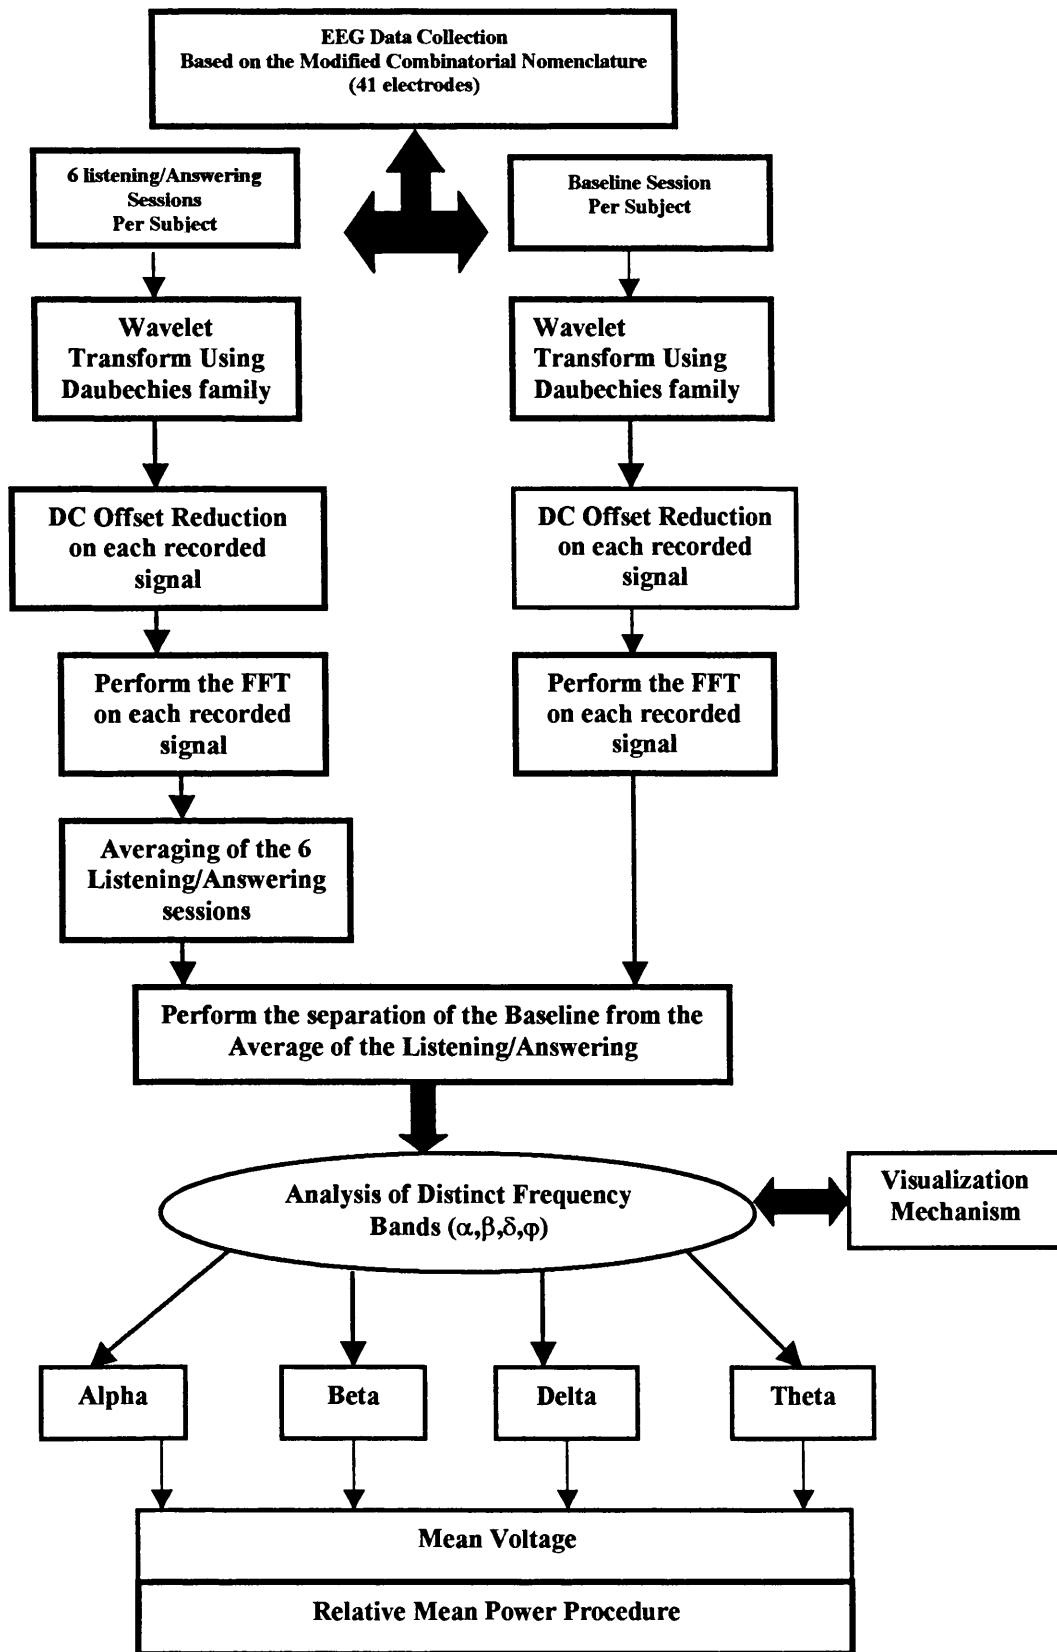 EEG Data Collection
Based on the Modified Combinatorial Nomenclature
(41 electrodes)
6 listening/Answering
Sessions
Per Subject
Baseline Session
Per Subject
Wavelet
Transform Using
Daubechies family
Wavelet
Transform Using
Daubechies family
DC Offset Reduction
on each recorded
signal
DC Offset Reduction
on each recorded
signal
Perform the FFT
on each recorded
signal
Perform the FFT
on each recorded
signal
Averaging of the 6
Listening/Answering
sessions
Perform the separation of the Baseline from the
Average of the Listening/Answering
Analysis of Distinct Frequency
Bands (α,β,δ,φ)
Visualization
Mechanism
Alpha
Beta
Delta
Theta
Mean Voltage
Relative Mean Power Procedure